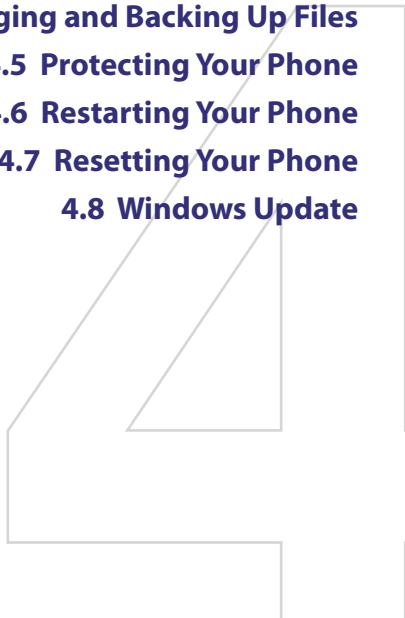 and Backing Up Files
.5 Protecting Your Phone
.6 Restarting Your Phone
4.7 Resetting Your Phone
4.8 Windows Update
4